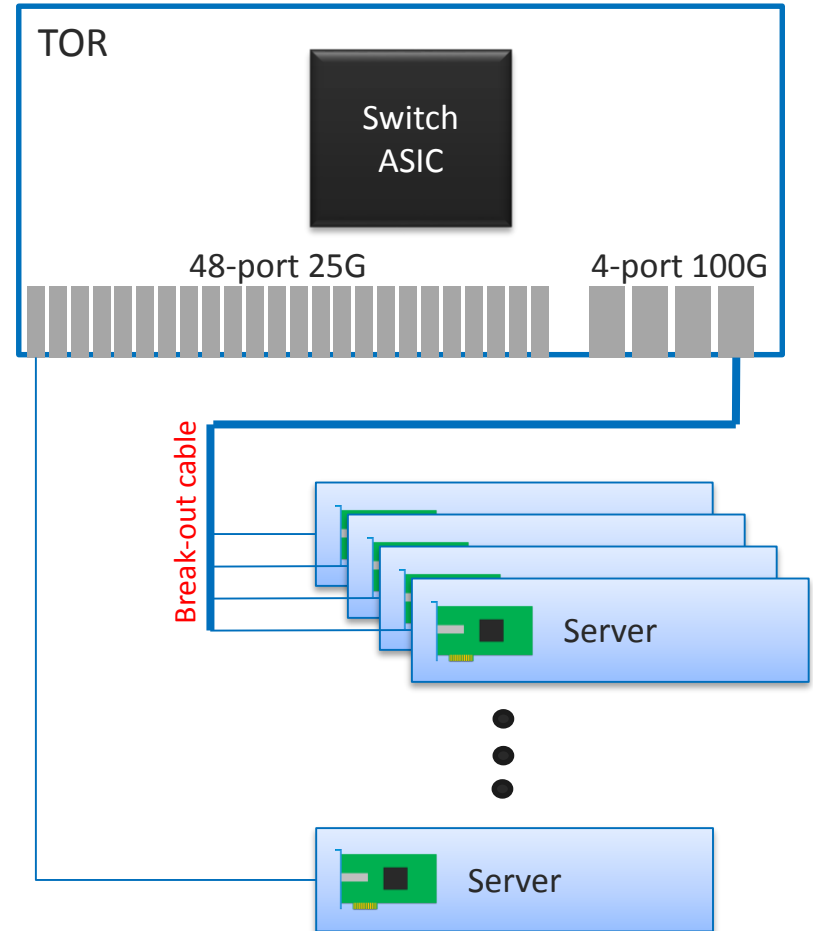 TOR
Switch
ASIC
48-port 25G
4-port 100G
Break-out cable
Server
Server